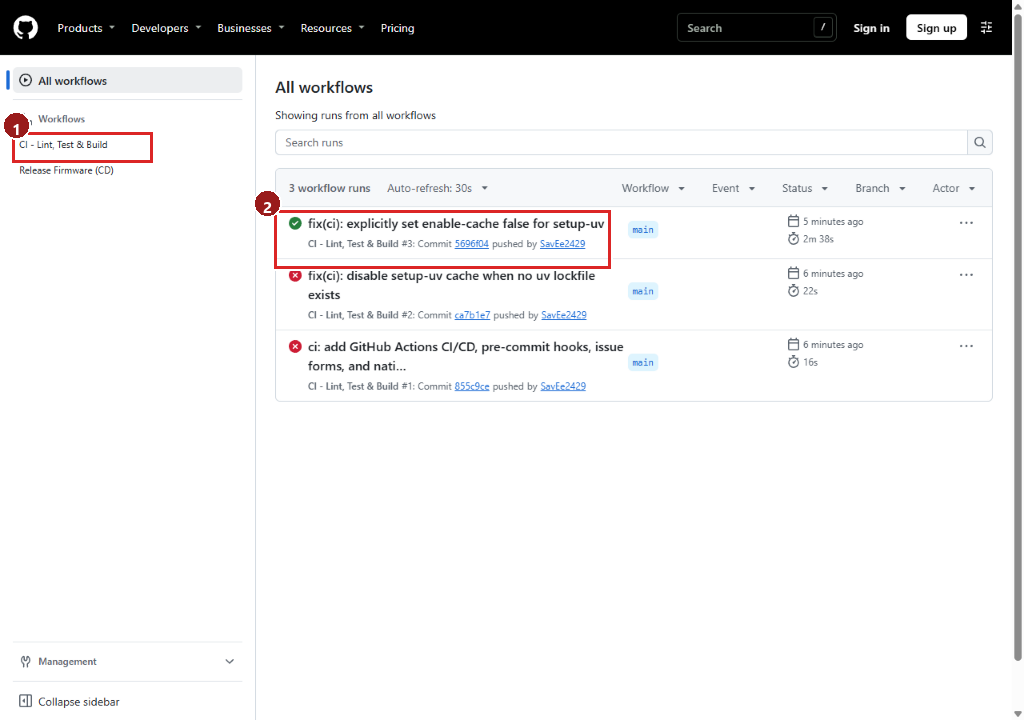 Products
Developers
Businesses
Resources
Pricing
Search
/
Sign in
Sign up
All workflows
Workflows
1
CI - Lint, Test & Build
Release Firmware (CD)
Management
Collapse sidebar
All workflows
Showing runs from all workflows
Search runs
3 workflow runs
Auto-refresh: 30s
Workflow
Event
Status
Branch
Actor
2
fix(ci): explicitly set enable-cache false for setup-uv
CI - Lint, Test & Build #3: Commit 5696f04 pushed by SavEe2429
main
5 minutes ago
2m 38s
fix(ci): disable setup-uv cache when no uv lockfile
exists
CI - Lint, Test & Build #2: Commit ca7b1e7 pushed by SavEe2429
main
6 minutes ago
22s
ci: add GitHub Actions CI/CD, pre-commit hooks, issue
forms, and nati...
CI - Lint, Test & Build #1: Commit 855c9ce pushed by SavEe2429
main
6 minutes ago
16s